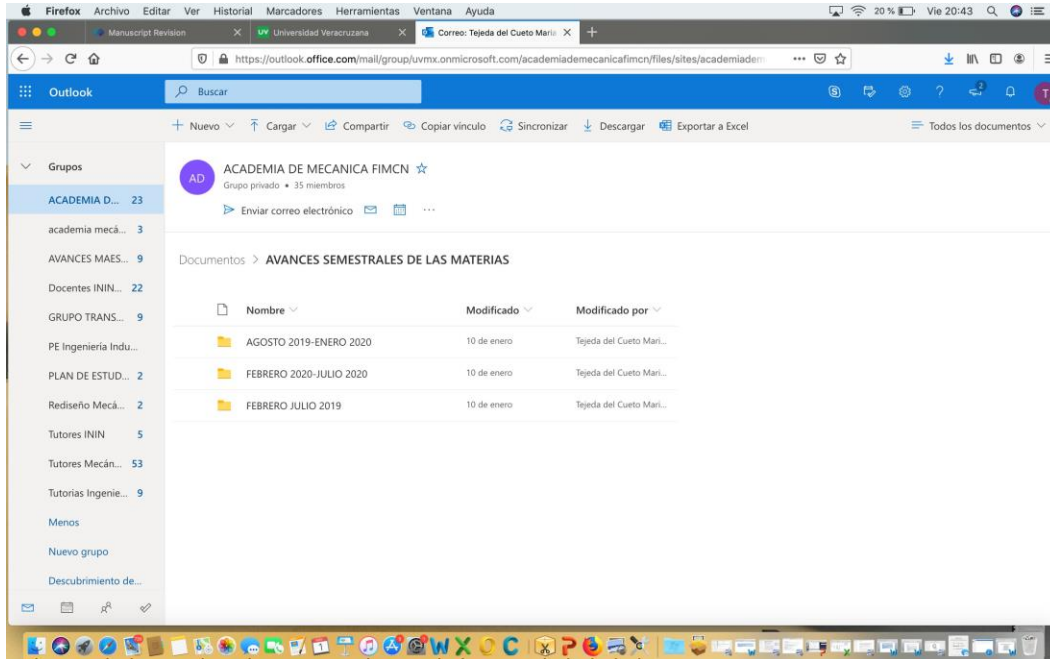 Firefox Archivo Editar Ver Historial Marcadores Herramientas Ventana Ayuda 20 % Vie 20:43
Manuscript Revision UV Universidad Veracruzana Correo: Tejeda del Cueto Maria
https://outlook.office.com/mail/group/uvmx.onmicrosoft.com/academiademecanicafimcn/files/sites/academiadem
Outlook Buscar 2 T
Nuevo Cargar Compartir Copiar vínculo Sincronizar Descargar Exportar a Excel Todos los documentos
Grupos
ACADEMIA D... 23
academia mecá... 3
AVANCES MAES... 9
Docentes ININ... 22
GRUPO TRANS... 9
PE Ingeniería Indu...
PLAN DE ESTUD... 2
Rediseño Mecá... 2
Tutores ININ 5
Tutores Mecán... 53
Tutorias Ingenie... 9
Menos
Nuevo grupo
Descubrimiento de...
AD ACADEMIA DE MECANICA FIMCN
Grupo privado • 35 miembros
Enviar correo electrónico ...
Documentos > AVANCES SEMESTRALES DE LAS MATERIAS
Nombre Modificado Modificado por
AGOSTO 2019-ENERO 2020 10 de enero Tejeda del Cueto Mari...
FEBRERO 2020-JULIO 2020 10 de enero Tejeda del Cueto Mari...
FEBRERO JULIO 2019 10 de enero Tejeda del Cueto Mari...